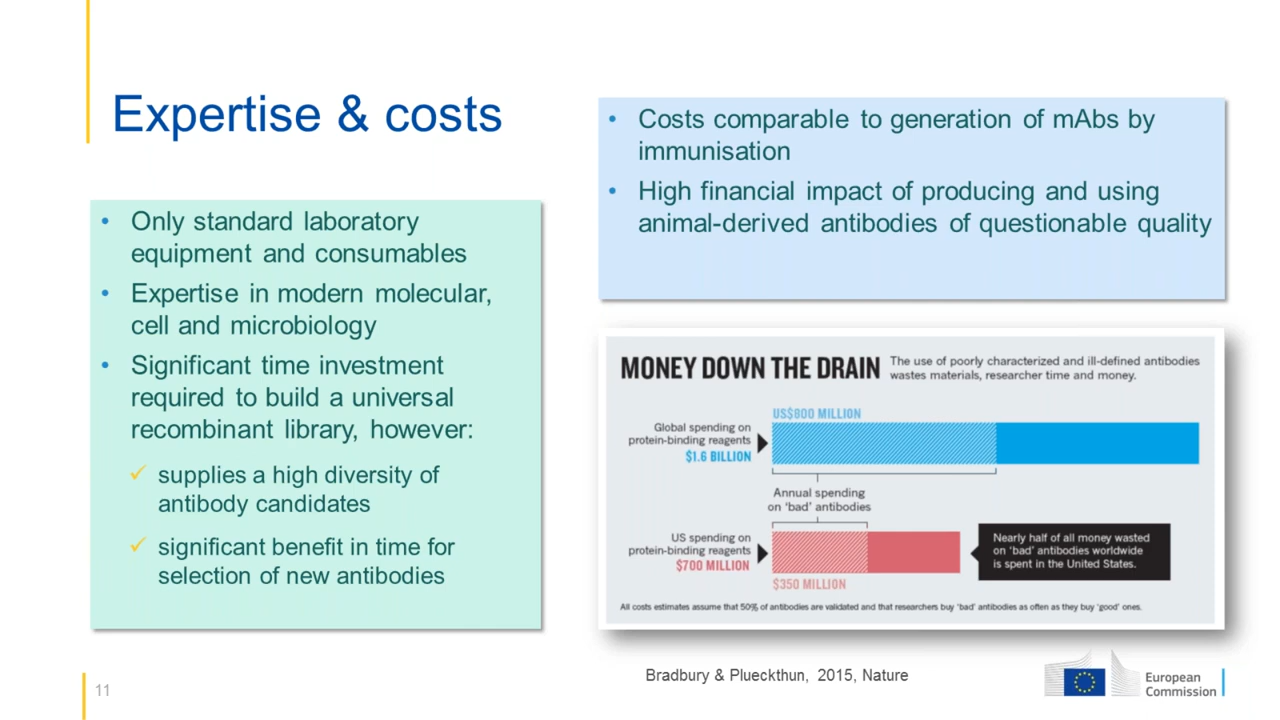 Expertise & costs
• Only standard laboratory
equipment and consumables
• Expertise in modern molecular,
cell and microbiology
• Significant time investment
required to build a universal
recombinant library, however:
✓ supplies a high diversity of
antibody candidates
✓ significant benefit in time for
selection of new antibodies
• Costs comparable to generation of mAbs by
immunisation
• High financial impact of producing and using
animal-derived antibodies of questionable quality
MONEY DOWN THE DRAIN
The use of poorly characterized and ill-defined antibodies
wastes materials, researcher time and money.
US$800 MILLION
Global spending on
protein-binding reagents
$1.6 BILLION
Annual spending
on ‘bad’ antibodies
US spending on
protein-binding reagents
$700 MILLION
$350 MILLION
Nearly half of all money wasted
on ‘bad’ antibodies worldwide
is spent in the United States.
All costs estimates assume that 50% of antibodies are validated and that researchers buy ‘bad’ antibodies as often as they buy ‘good’ ones.
Bradbury & Plueckthun, 2015, Nature
11
European
Commission